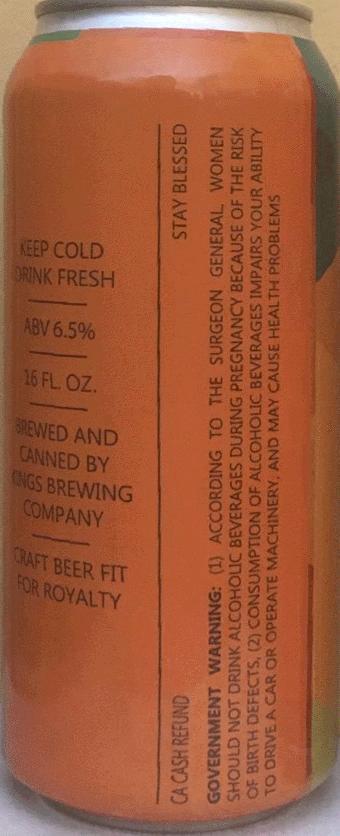 KEEP COLD
DRINK FRESH
ABV 6.5%
16 FL. OZ.
BREWED AND
CANNED BY
KINGS BREWING
COMPANY
CRAFT BEER FIT
FOR ROYALTY
CA CASH REFUND STAY BLESSED
GOVERNMENT WARNING: (1) ACCORDING TO THE SURGEON GENERAL WOMEN
SHOULD NOT DRINK ALCOHOLIC BEVERAGES DURING PREGNANCY BECAUSE OF THE RISK
OF BIRTH DEFECTS, (2) CONSUMPTION OF ALCOHOLIC BEVERAGES IMPAIRS YOUR ABILITY
TO DRIVE A CAR OR OPERATE MACHINERY, AND MAY CAUSE HEALTH PROBLEMS